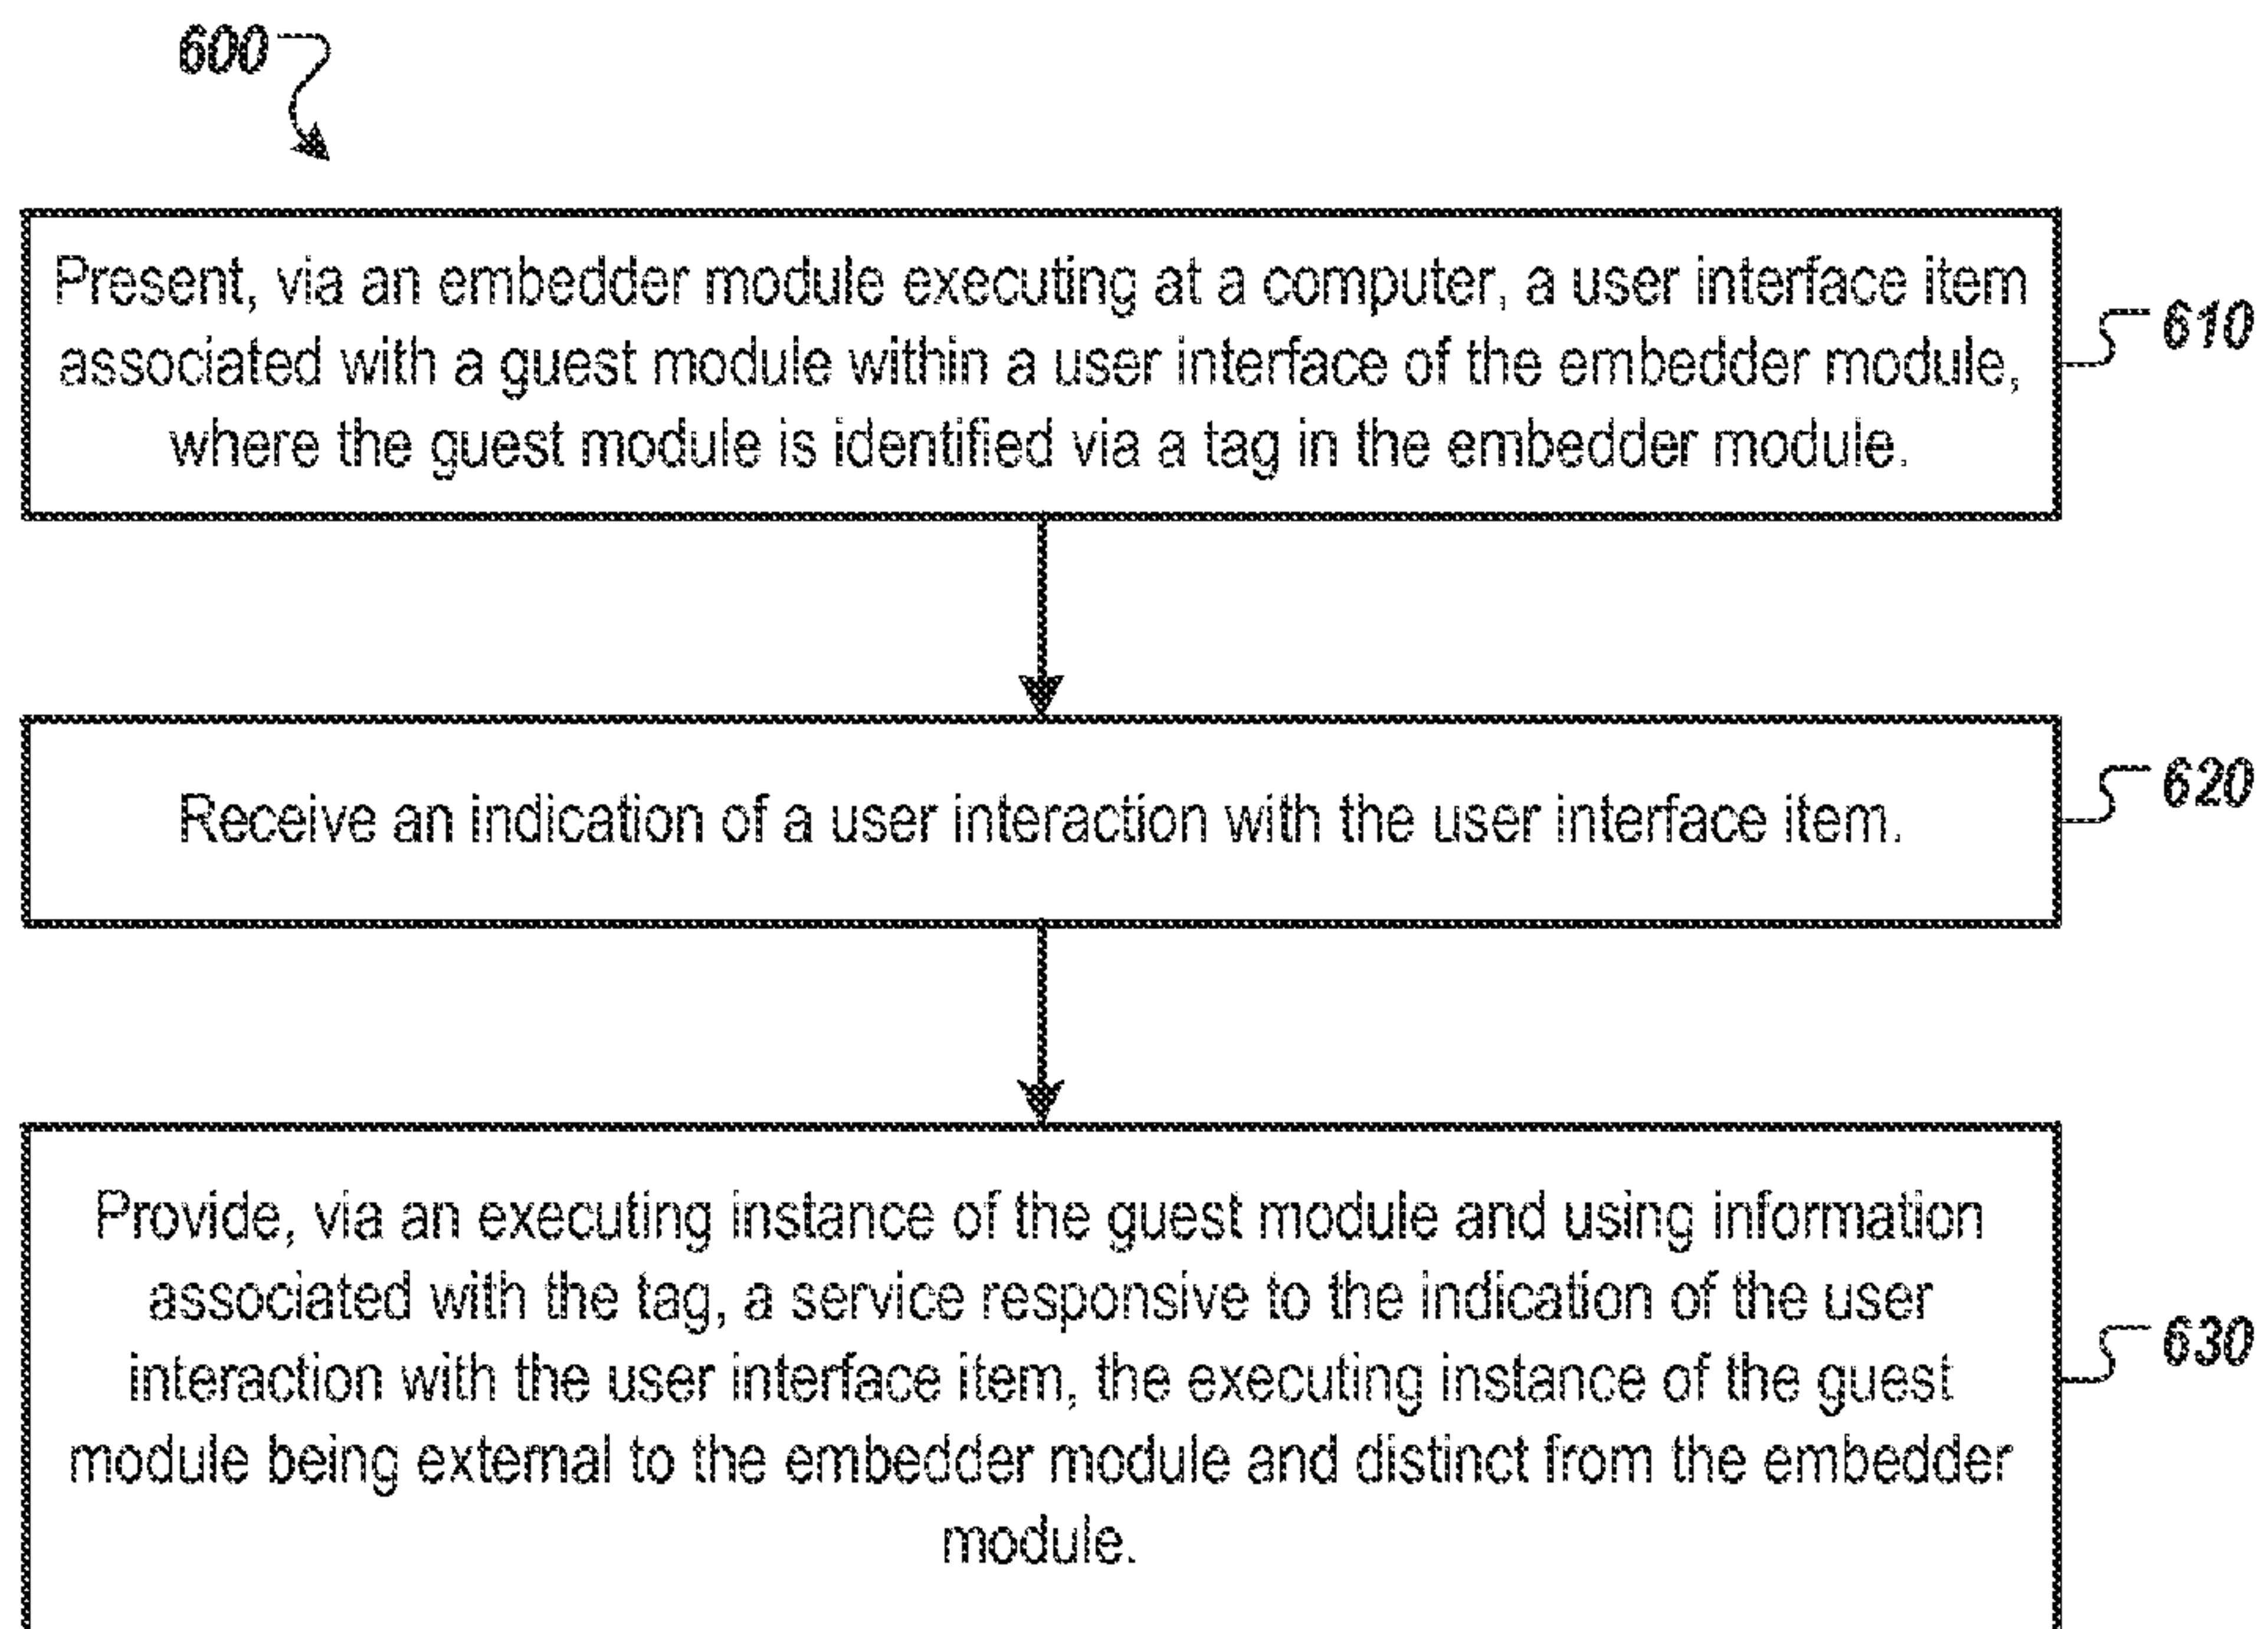 600
Present, via an embedder module executing at a computer, a user interface item
associated with a guest module within a user interface of the embedder module,
where the guest module is identified via a tag in the embedder module.
610
Receive an indication of a user interaction with the user interface item.
620
Provide, via an executing instance of the guest module and using information
associated with the tag, a service responsive to the indication of the user
interaction with the user interface item, the executing instance of the guest
module being external to the embedder module and distinct from the embedder
module.
630